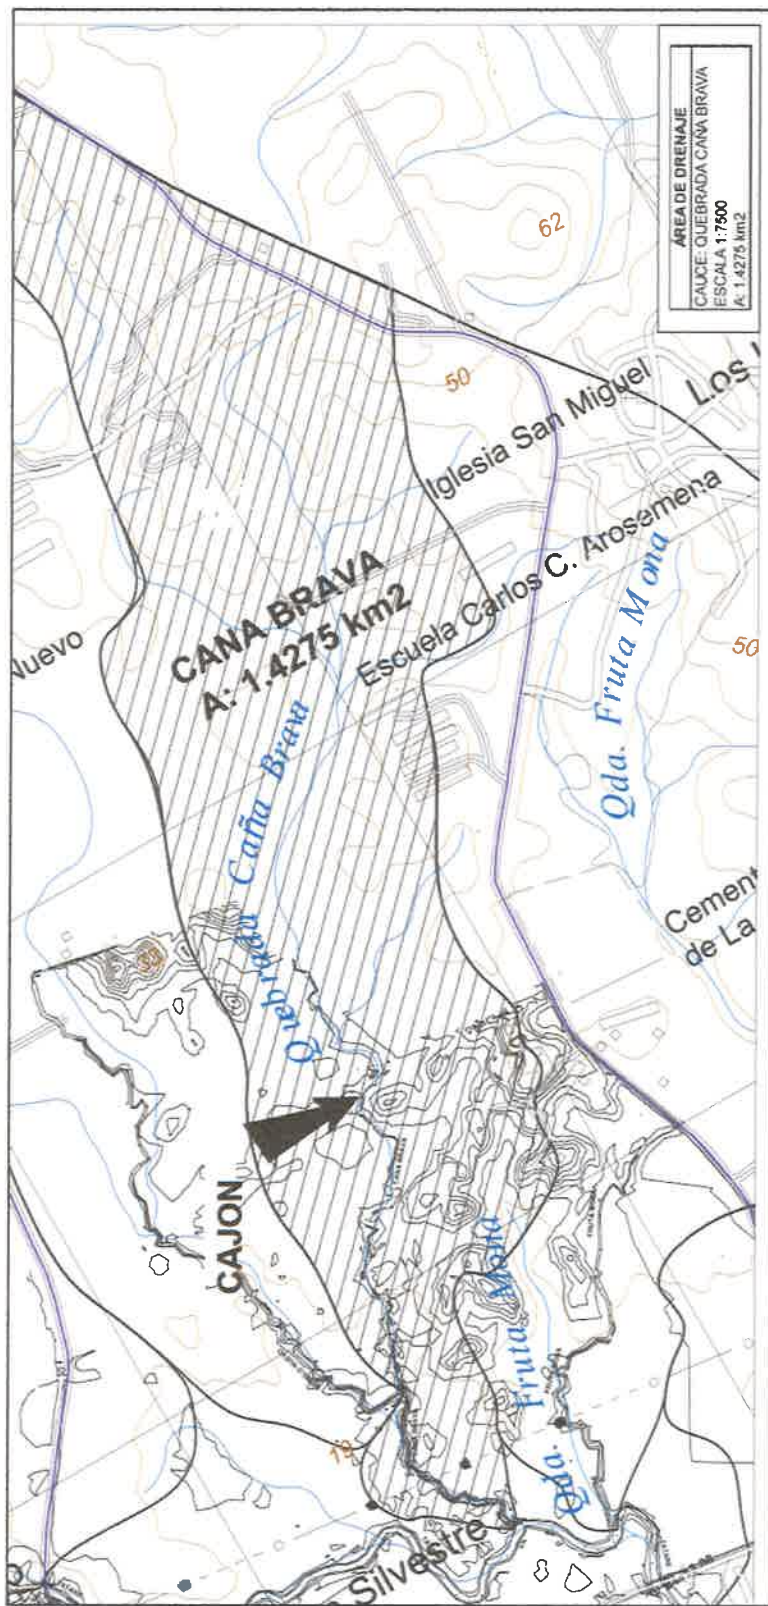 ÁREA DE DRENAJE
CAUCE: QUEBRADA CAÑA BRAVA
ESCALA 1:7500
A: 1.4275 km2
62
50
Iglesia San Miguel
LOS
Nuevo
CANA BRAVA
A: 1.4275 km2
Escuela Carlos C. Arosemena
Qda. Fruta Mona
50
Quebrada Caña Brava
Cement
de La
39
CAJON
Qda. Fruta Mona
19
Silvestre